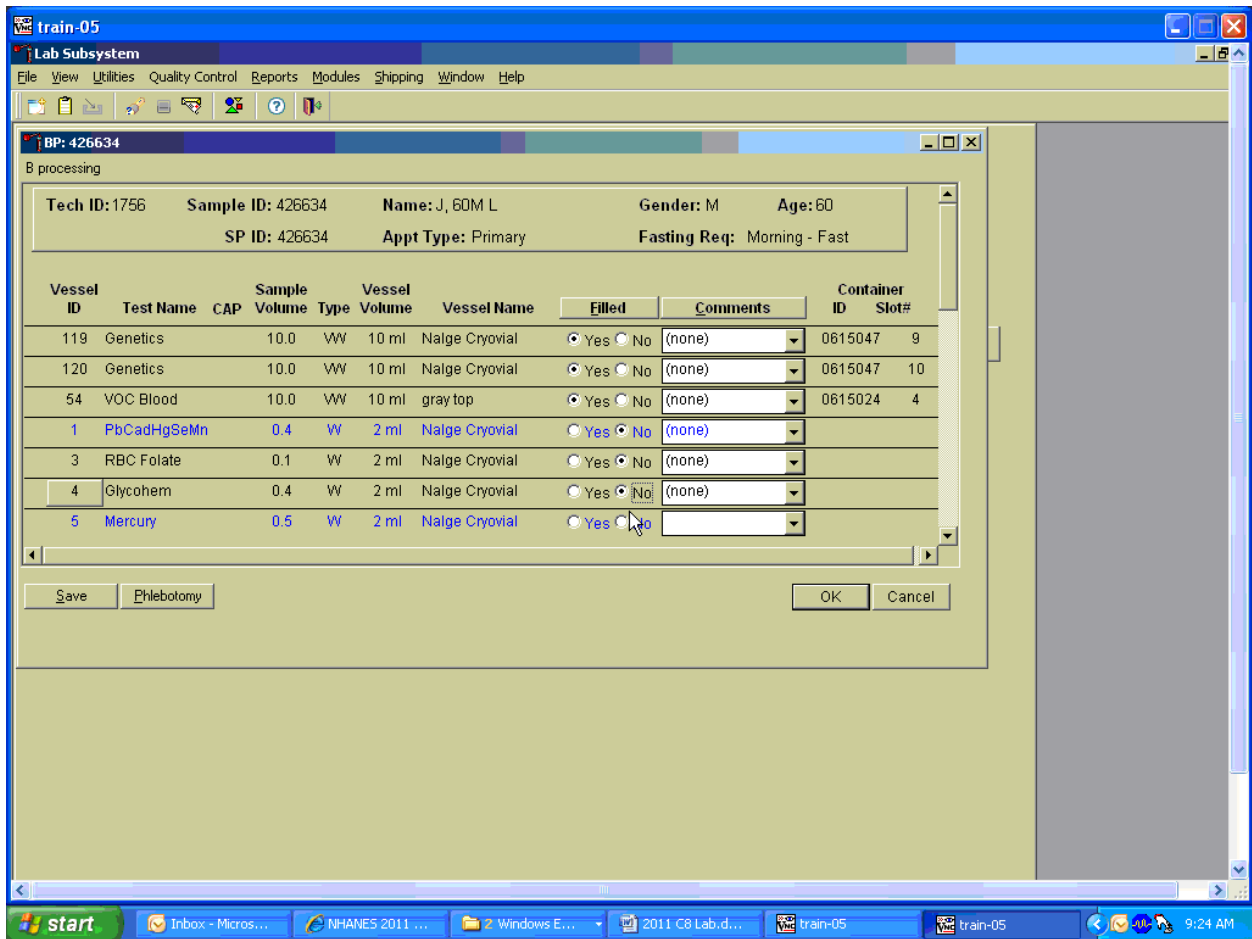 train-05
Lab Subsystem
File View Utilities Quality Control Reports Modules Shipping Window Help
BP: 426634
B processing
Tech ID: 1756 Sample ID: 426634 Name: J, 60M L Gender: M Age: 60
SP ID: 426634 Appt Type: Primary Fasting Req: Morning - Fast
Vessel Sample Vessel Container
ID Test Name CAP Volume Type Volume Vessel Name Filled Comments ID Slot#
119 Genetics 10.0 VW 10 ml Nalge Cryovial Yes No (none) 0615047 9
120 Genetics 10.0 VW 10 ml Nalge Cryovial Yes No (none) 0615047 10
54 VOC Blood 10.0 VW 10 ml gray top Yes No (none) 0615024 4
1 PbCadHgSeMn 0.4 W 2 ml Nalge Cryovial Yes No (none)
3 RBC Folate 0.1 W 2 ml Nalge Cryovial Yes No (none)
4 Glycohem 0.4 W 2 ml Nalge Cryovial Yes No (none)
5 Mercury 0.5 W 2 ml Nalge Cryovial Yes No
Save Phlebotomy OK Cancel
start Inbox - Micros... NHANES 2011 ... 2 Windows E... 2011 C8 Lab.d... train-05 train-05 9:24 AM